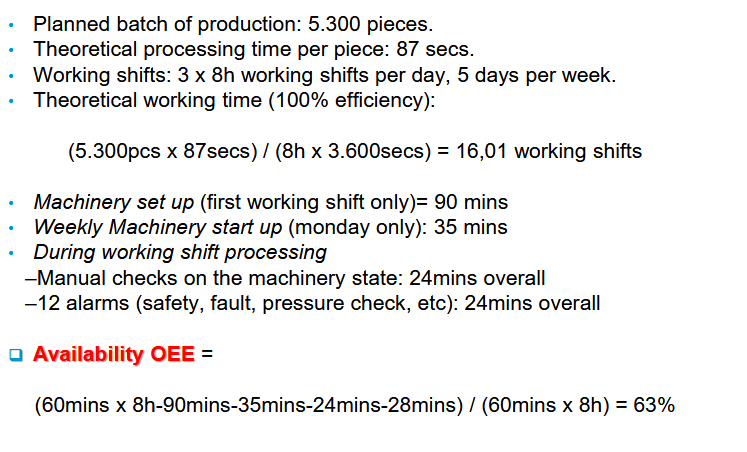 • Planned batch of production: 5.300 pieces.
• Theoretical processing time per piece: 87 secs.
• Working shifts: 3 x 8h working shifts per day, 5 days per week.
• Theoretical working time (100% efficiency):
(5.300pcs x 87secs) / (8h x 3.600secs) = 16,01 working shifts
• Machinery set up (first working shift only)= 90 mins
• Weekly Machinery start up (monday only): 35 mins
• During working shift processing
–Manual checks on the machinery state: 24mins overall
–12 alarms (safety, fault, pressure check, etc): 24mins overall
❑ Availability OEE =
(60mins x 8h-90mins-35mins-24mins-28mins) / (60mins x 8h) = 63%